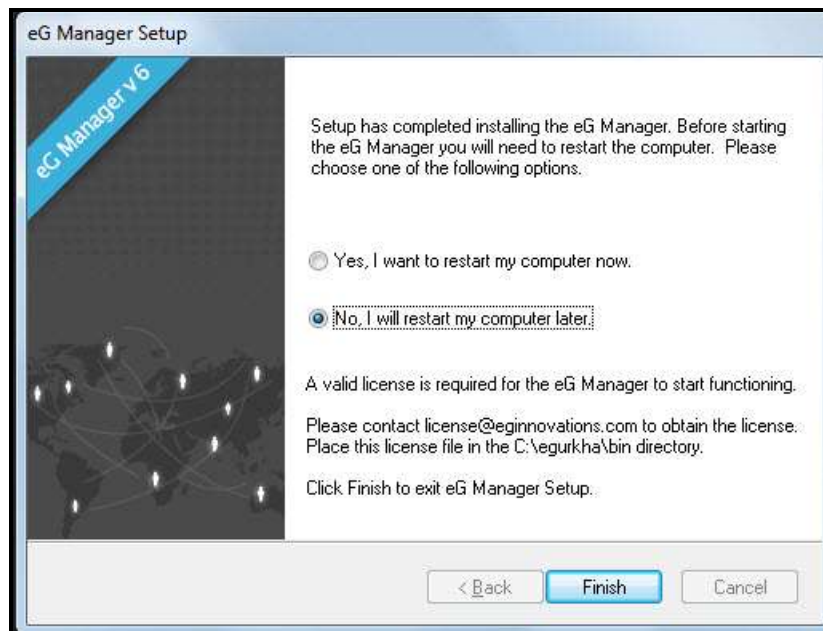 eG Manager Setup
eG Manager v 6
Setup has completed installing the eG Manager. Before starting
the eG Manager you will need to restart the computer. Please
choose one of the following options.
Yes, I want to restart my computer now.
No, I will restart my computer later.
A valid license is required for the eG Manager to start functioning.
Please contact license@eginnovations.com to obtain the license.
Place this license file in the C:\egurkha\bin directory.
Click Finish to exit eG Manager Setup.
< Back
Finish
Cancel